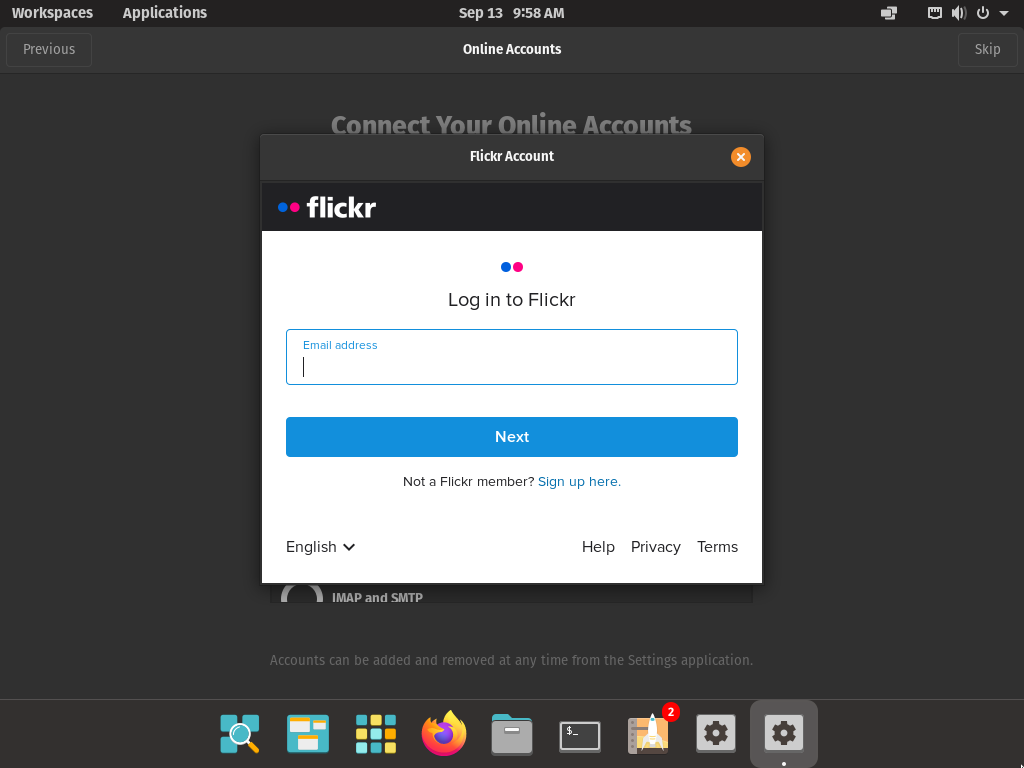 Workspaces Applications Sep 13 9:58 AM
Previous Online Accounts Skip
Connect Your Online Accounts
Flickr Account
flickr
Log in to Flickr
Email address
Next
Not a Flickr member? Sign up here.
English Help Privacy Terms
IMAP and SMTP
Accounts can be added and removed at any time from the Settings application.
$_
2